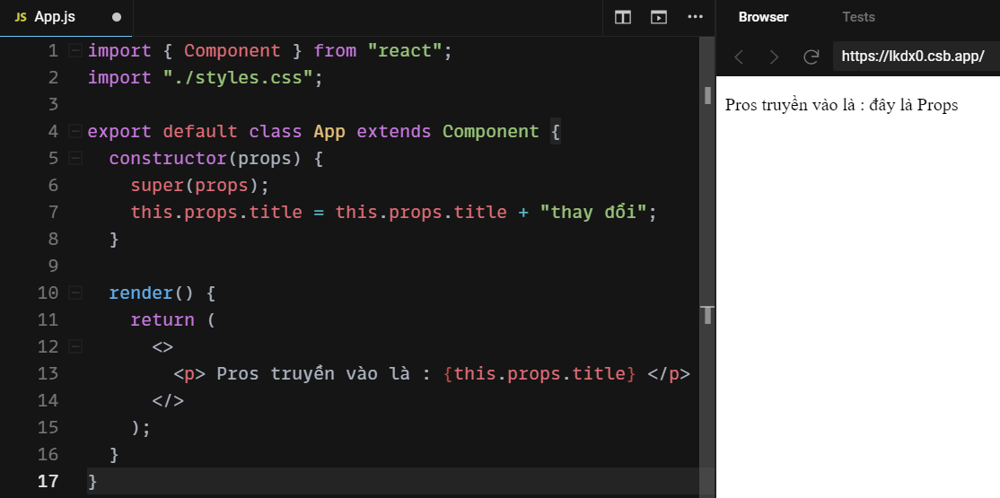 JS App.js
1 import { Component } from "react";
2 import "./styles.css";
3
4 export default class App extends Component {
5 constructor(props) {
6 super(props);
7 this.props.title = this.props.title + "thay đổi";
8 }
9
10 render() {
11 return (
12 <>
13 <p> Pros truyền vào là : {this.props.title} </p>
14 </>
15 );
16 }
17 }
Browser Tests
https://lkdx0.csb.app/
Pros truyền vào là : đây là Props